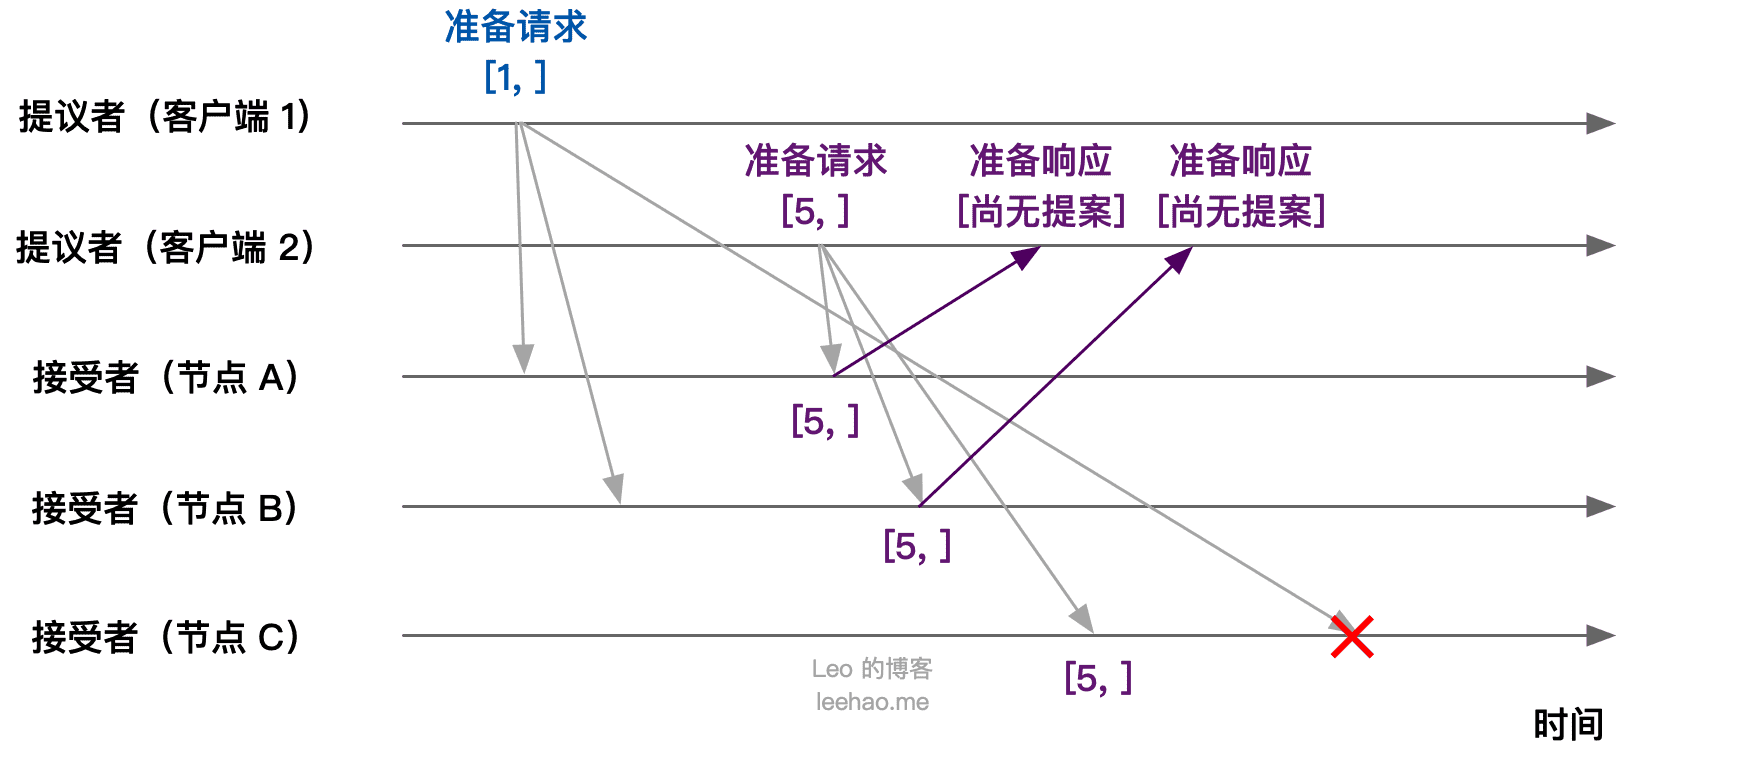 准备请求
[1, ]
提议者（客户端 1）
准备请求
[5, ]
准备响应
[尚无提案]
准备响应
[尚无提案]
提议者（客户端 2）
接受者（节点 A）
[5, ]
接受者（节点 B）
[5, ]
接受者（节点 C）
[5, ]
Leo 的博客
leehao.me
时间